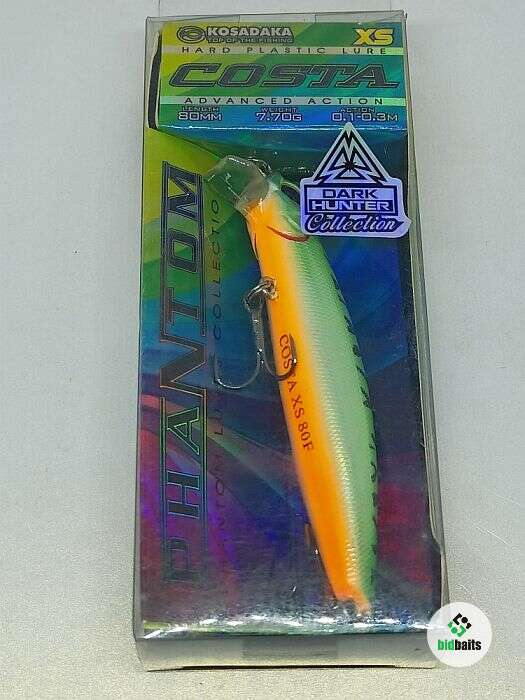 KOSADAKA
TOP OF THE FISHING
XS
HARD PLASTIC LURE
COSTA
ADVANCED ACTION
LENGTH WEIGHT ACTION
80MM 7.70G 0.1-0.3M
DARK
HUNTER
Collection
PHANTOM
COLLECTIO
COSTA XS 80F
bidbaits